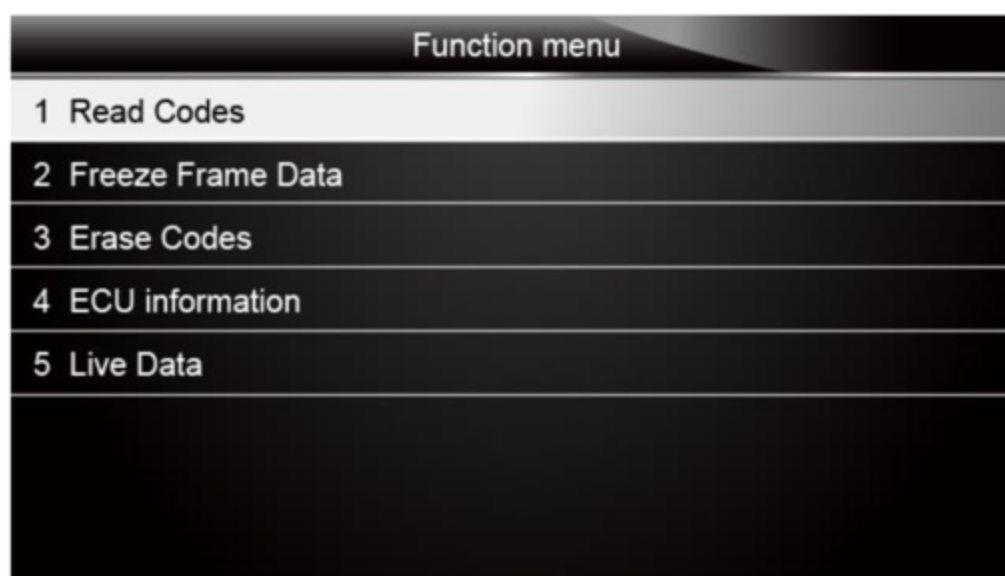 Function menu
1 Read Codes
2 Freeze Frame Data
3 Erase Codes
4 ECU information
5 Live Data